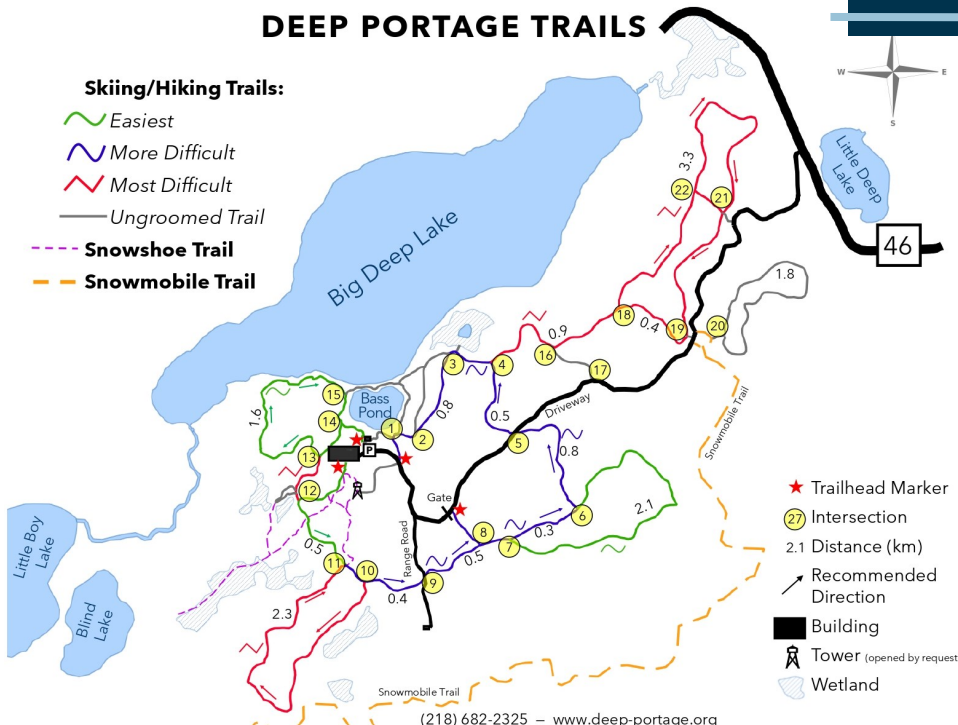 DEEP PORTAGE TRAILS
N
W
E
S
Skiing/Hiking Trails:
Easiest
More Difficult
Most Difficult
Ungroomed Trail
Snowshoe Trail
Snowmobile Trail
Big Deep Lake
Little Deep
Lake
46
3.3
22
21
1.8
18
0.4
19
20
0.9
16
17
3
4
15
Bass
Pond
14
1.6
1
2
0.8
0.5
5
Driveway
Snowmobile Trail
13
P
12
0.8
Gate
6
2.1
8
7
0.3
0.5
Range Road
0.5
11
10
9
0.4
2.3
Little Boy
Lake
Blind
Lake
Trailhead Marker
27 Intersection
2.1 Distance (km)
Recommended
Direction
Building
Tower (opened by request
Wetland
Snowmobile Trail
(218) 682-2325 – www.deep-portage.org